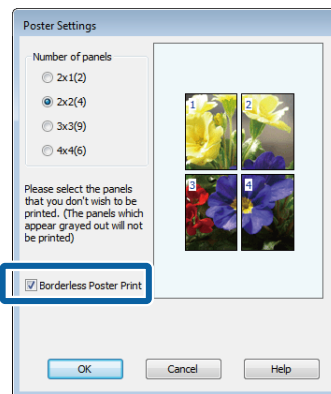 Poster Settings
Number of panels
2x1(2)
2x2(4)
3x3(9)
4x4(6)
1
2
3
4
Please select the panels
that you don't wish to be
printed. (The panels which
appear grayed out will not
be printed)
Borderless Poster Print
OK
Cancel
Help